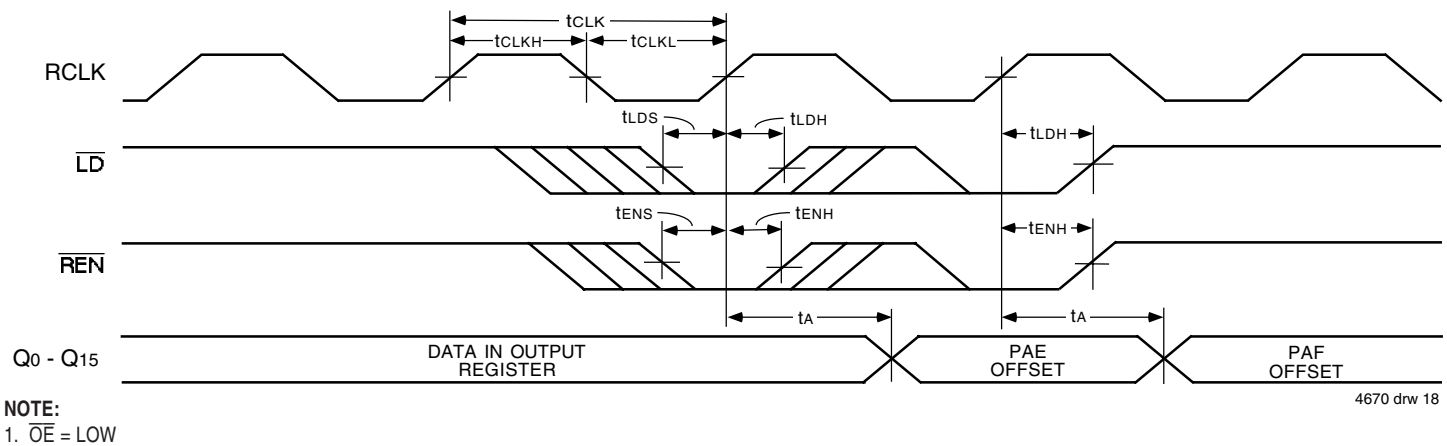 tCLK
tCLKH
tCLKL
RCLK
tLDS
tLDH
tLDH
LD
tENS
tENH
tENH
REN
tA
tA
Q0 - Q15
DATA IN OUTPUT
REGISTER
PAE
OFFSET
PAF
OFFSET
4670 drw 18
NOTE:
1. OE = LOW